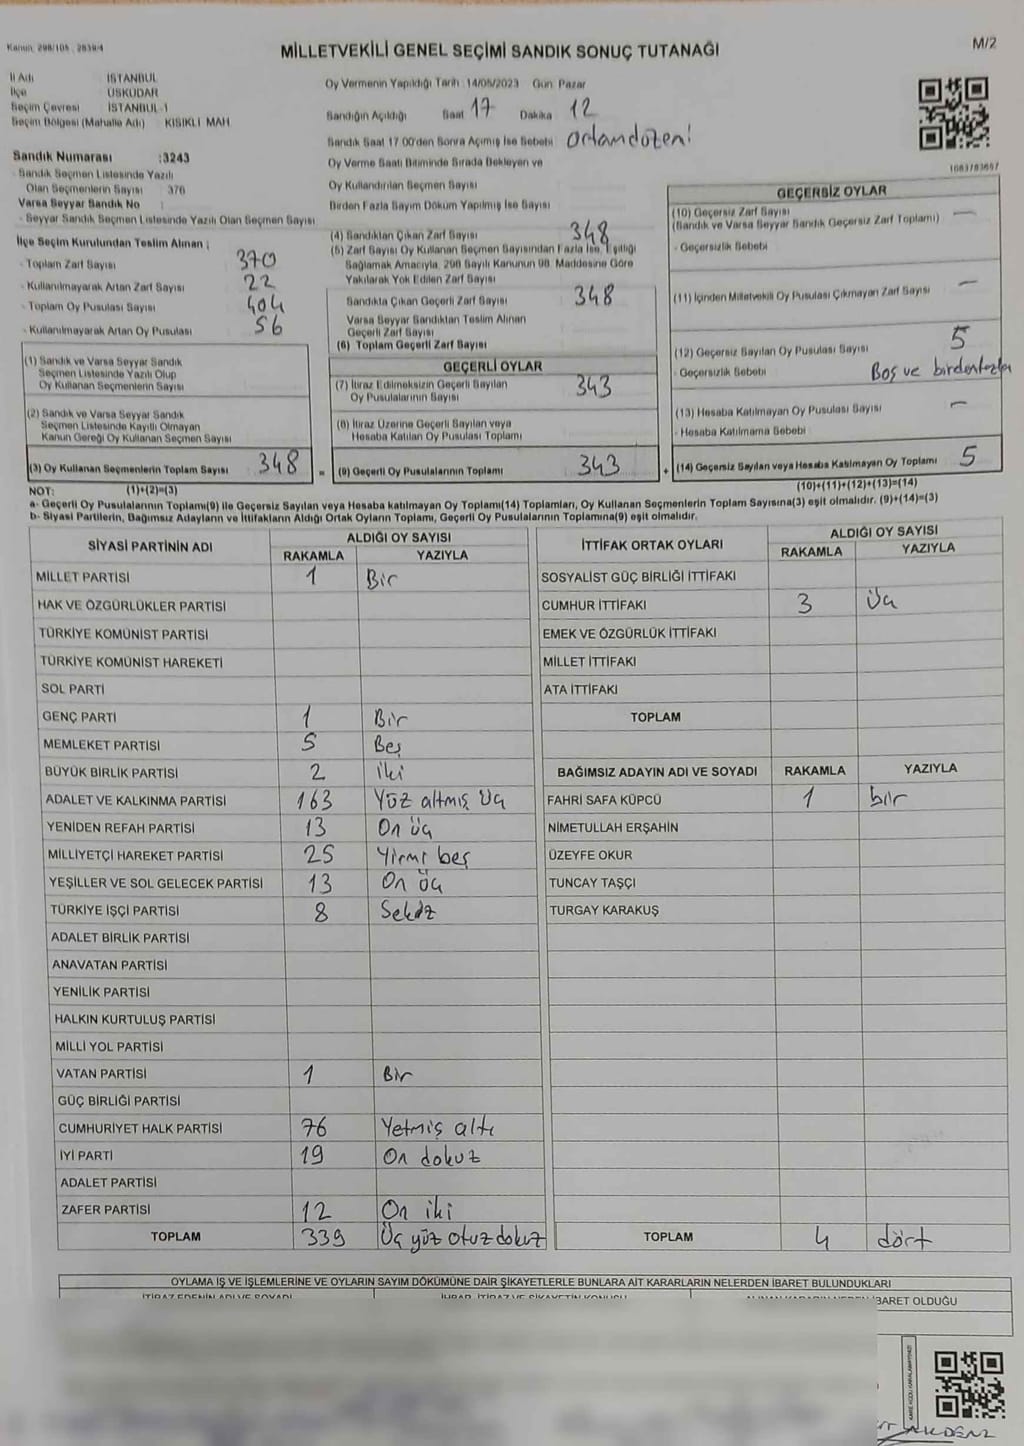 Kanun: 298/105 , 2839/4
MİLLETVEKİLİ GENEL SEÇİMİ SANDIK SONUÇ TUTANAĞI
M/2
İl Adı : İSTANBUL
İlçe : ÜSKÜDAR
Seçim Çevresi : İSTANBUL-1
Seçim Bölgesi (Mahalle Adı) : KISIKLI MAH.
Oy Vermenin Yapıldığı Tarih : 14/05/2023 Gün: Pazar
Sandığın Açıldığı Saat 17 Dakika 12
Sandık Saat 17:00'den Sonra Açılmış İse Sebebi
Oy Verme Saati Bitiminde Sırada Bekleyen ve
Oy Kullandırılan Seçmen Sayısı
Birden Fazla Sayım Döküm Yapılmış İse Sayısı
Sandık Numarası :3243
- Sandık Seçmen Listesinde Yazılı
Olan Seçmenlerin Sayısı : 376
Varsa Seyyar Sandık No :
- Seyyar Sandık Seçmen Listesinde Yazılı Olan Seçmen Sayısı :
İlçe Seçim Kurulundan Teslim Alınan ;
- Toplam Zarf Sayısı 370
- Kullanılmayarak Artan Zarf Sayısı 22
- Toplam Oy Pusulası Sayısı 404
- Kullanılmayarak Artan Oy Pusulası 56
(1) Sandık ve Varsa Seyyar Sandık
Seçmen Listesinde Yazılı Olup
Oy Kullanan Seçmenlerin Sayısı
(2) Sandık ve Varsa Seyyar Sandık
Seçmen Listesinde Kayıtlı Olmayan
Kanun Gereği Oy Kullanan Seçmen Sayısı
(3) Oy Kullanan Seçmenlerin Toplam Sayısı 348
(4) Sandıktan Çıkan Zarf Sayısı 348
(5) Zarf Sayısı Oy Kullanan Seçmen Sayısından Fazla İse, Eşitliği
Sağlamak Amacıyla, 298 Sayılı Kanunun 98. Maddesine Göre
Yakılarak Yok Edilen Zarf Sayısı
Sandıkta Çıkan Geçerli Zarf Sayısı 348
Varsa Seyyar Sandıktan Teslim Alınan
Geçerli Zarf Sayısı
(6) Toplam Geçerli Zarf Sayısı
GEÇERLİ OYLAR
(7) İtiraz Edilmeksizin Geçerli Sayılan
Oy Pusulalarının Sayısı 343
(8) İtiraz Üzerine Geçerli Sayılan veya
Hesaba Katılan Oy Pusulası Toplamı
= (9) Geçerli Oy Pusulalarının Toplamı 343
GEÇERSİZ OYLAR
(10) Geçersiz Zarf Sayısı —
(Sandık ve Varsa Seyyar Sandık Geçersiz Zarf Toplamı)
- Geçersizlik Sebebi
(11) İçinden Milletvekili Oy Pusulası Çıkmayan Zarf Sayısı —
(12) Geçersiz Sayılan Oy Pusulası Sayısı 5
- Geçersizlik Sebebi Boş ve birden fazla
(13) Hesaba Katılmayan Oy Pusulası Sayısı —
- Hesaba Katılmama Sebebi
+ (14) Geçersiz Sayılan veya Hesaba Katılmayan Oy Toplamı 5
NOT: (1)+(2)=(3)
(10)+(11)+(12)+(13)=(14)
a- Geçerli Oy Pusulalarının Toplamı(9) ile Geçersiz Sayılan veya Hesaba katılmayan Oy Toplamı(14) Toplamları, Oy Kullanan Seçmenlerin Toplam Sayısına(3) eşit olmalıdır. (9)+(14)=(3)
b- Siyasi Partilerin, Bağımsız Adayların ve İttifakların Aldığı Ortak Oyların Toplamı, Geçerli Oy Pusulalarının Toplamına(9) eşit olmalıdır.
SİYASİ PARTİNİN ADI ALDIĞI OY SAYISI
RAKAMLA YAZIYLA
MİLLET PARTİSİ 1 Bir
HAK VE ÖZGÜRLÜKLER PARTİSİ
TÜRKİYE KOMÜNİST PARTİSİ
TÜRKİYE KOMÜNİST HAREKETİ
SOL PARTİ
GENÇ PARTİ 1 Bir
MEMLEKET PARTİSİ 5 Beş
BÜYÜK BİRLİK PARTİSİ 2 iki
ADALET VE KALKINMA PARTİSİ 163 Yüz altmış üç
YENİDEN REFAH PARTİSİ 13 On üç
MİLLİYETÇİ HAREKET PARTİSİ 25 Yirmi beş
YEŞİLLER VE SOL GELECEK PARTİSİ 13 On üç
TÜRKİYE İŞÇİ PARTİSİ 8 Sekiz
ADALET BİRLİK PARTİSİ
ANAVATAN PARTİSİ
YENİLİK PARTİSİ
HALKIN KURTULUŞ PARTİSİ
MİLLİ YOL PARTİSİ
VATAN PARTİSİ 1 Bir
GÜÇ BİRLİĞİ PARTİSİ
CUMHURİYET HALK PARTİSİ 76 Yetmiş altı
İYİ PARTİ 19 On dokuz
ADALET PARTİSİ
ZAFER PARTİSİ 12 On iki
TOPLAM 339 Üç yüz otuz dokuz
İTTİFAK ORTAK OYLARI ALDIĞI OY SAYISI
RAKAMLA YAZIYLA
SOSYALİST GÜÇ BİRLİĞİ İTTİFAKI
CUMHUR İTTİFAKI 3 Üç
EMEK VE ÖZGÜRLÜK İTTİFAKI
MİLLET İTTİFAKI
ATA İTTİFAKI
TOPLAM
BAĞIMSIZ ADAYIN ADI VE SOYADI RAKAMLA YAZIYLA
FAHRİ SAFA KÜPCÜ 1 bir
NİMETULLAH ERŞAHİN
ÜZEYFE OKUR
TUNCAY TAŞÇI
TURGAY KARAKUŞ
TOPLAM 4 dört
OYLAMA İŞ VE İŞLEMLERİNE VE OYLARIN SAYIM DÖKÜMÜNE DAİR ŞİKAYETLERLE BUNLARA AİT KARARLARIN NELERDEN İBARET BULUNDUKLARI
İTİRAZ EDENİN ADI VE SOYADI İHBAR, İTİRAZ VE ŞİKAYETİN KONUSU ALINAN KARARIN NEDEN İBARET OLDUĞU
AKDENİZ